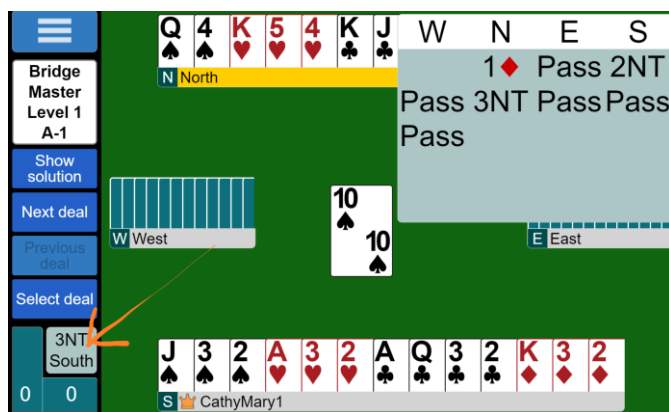 Bridge
Master
Level 1
A-1
Show
solution
Next deal
Previous
deal
Select deal
3NT
South
0 0
Q 4 K 5 4 K J
♠ ♠ ♥ ♥ ♥ ♣ ♣
N North
W N E S
1♦ Pass 2NT
Pass 3NT Pass Pass
Pass
W West
10
♠
10
♠
E East
J 3 2 A 3 2 A Q 3 2 K 3 2
♠ ♠ ♠ ♥ ♥ ♥ ♣ ♣ ♣ ♣ ♦ ♦ ♦
S CathyMary1